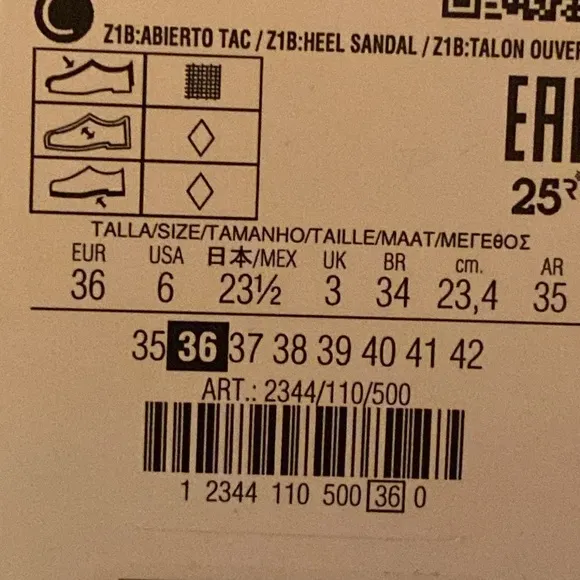 Z1B:ABIERTO TAC / Z1B:HEEL SANDAL / Z1B:TALON OUVER
EAC
25
TALLA/SIZE/TAMANHO/TAILLE/MAAT/ΜΕΓΕΘΟΣ
EUR USA 日本/MEX UK BR cm. AR
36 6 23½ 3 34 23,4 35
35 36 37 38 39 40 41 42
ART.: 2344/110/500
1 2344 110 500 36 0